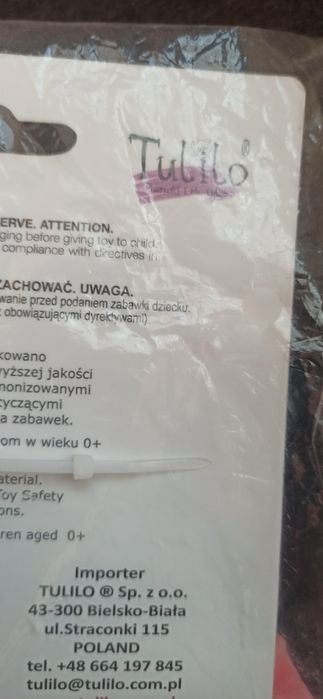 Tulilo ®
ERVE. ATTENTION.
ging before giving toy to child.
compliance with directives in
ZACHOWAĆ. UWAGA.
wanie przed podaniem zabawki dziecku.
z obowiązującymi dyrektywami)
kowano
wyższej jakości
monizowanymi
tyczącymi
a zabawek.
om w wieku 0+
aterial.
Toy Safety
ons.
ren aged 0+
Importer
TULILO ® Sp. z o.o.
43-300 Bielsko-Biała
ul.Straconki 115
POLAND
tel. +48 664 197 845
tulilo@tulilo.com.pl